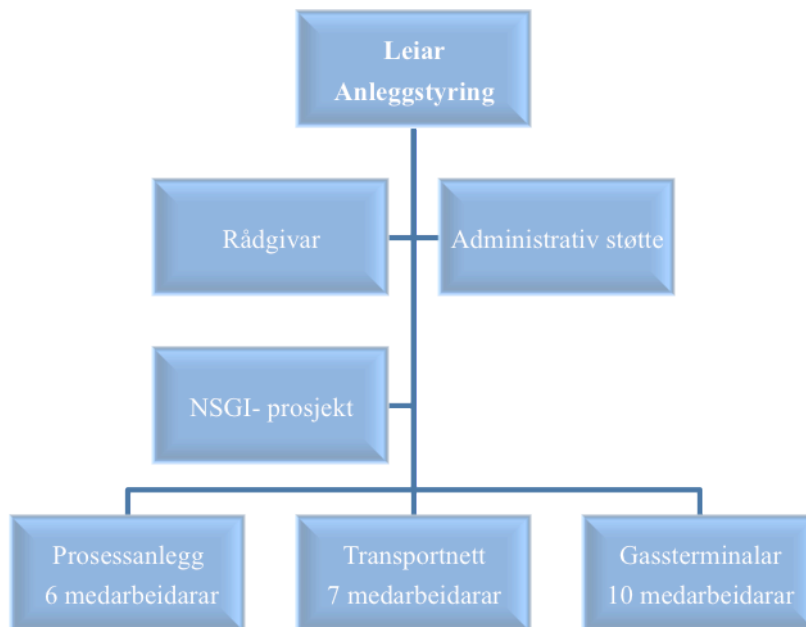 Leiar
Anleggstyring
Rådgivar
Administrativ støtte
NSGI- prosjekt
Prosessanlegg
6 medarbeidarar
Transportnett
7 medarbeidarar
Gassterminalar
10 medarbeidarar